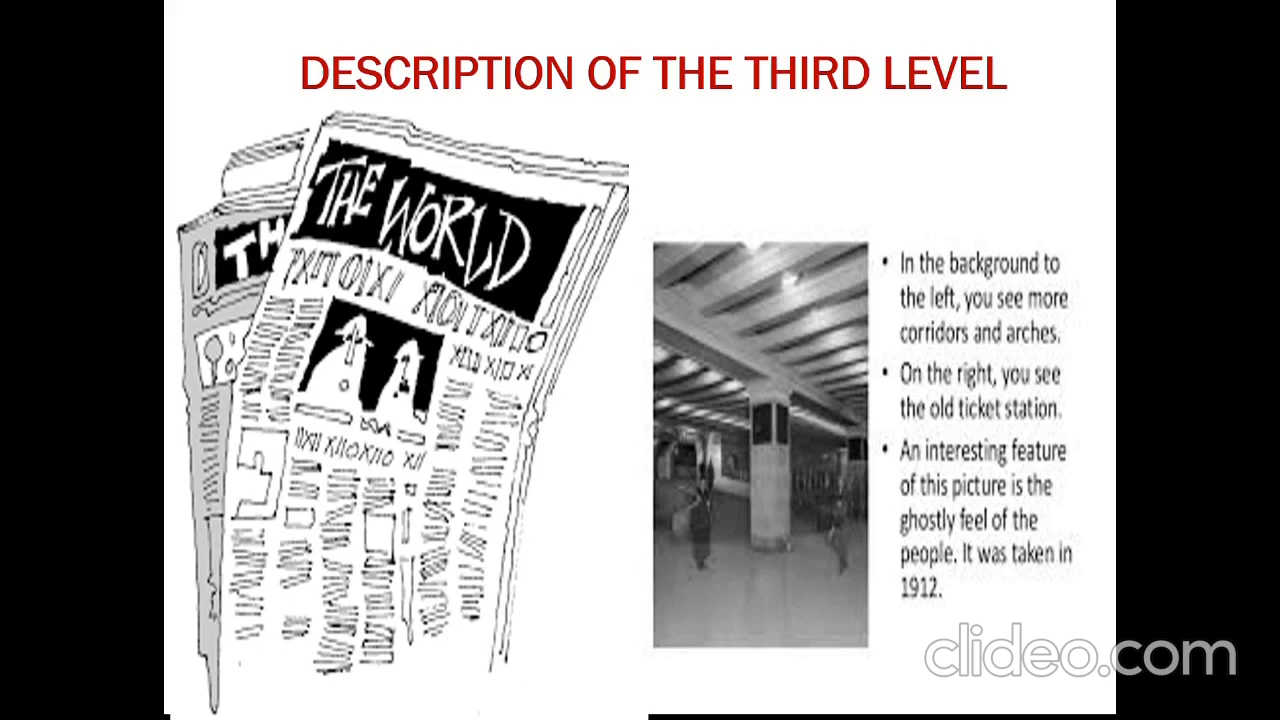 DESCRIPTION OF THE THIRD LEVEL
THE WORLD
TH
• In the background to
the left, you see more
corridors and arches.
• On the right, you see
the old ticket station.
• An interesting feature
of this picture is the
ghostly feel of the
people. It was taken in
1912.
clideo.com